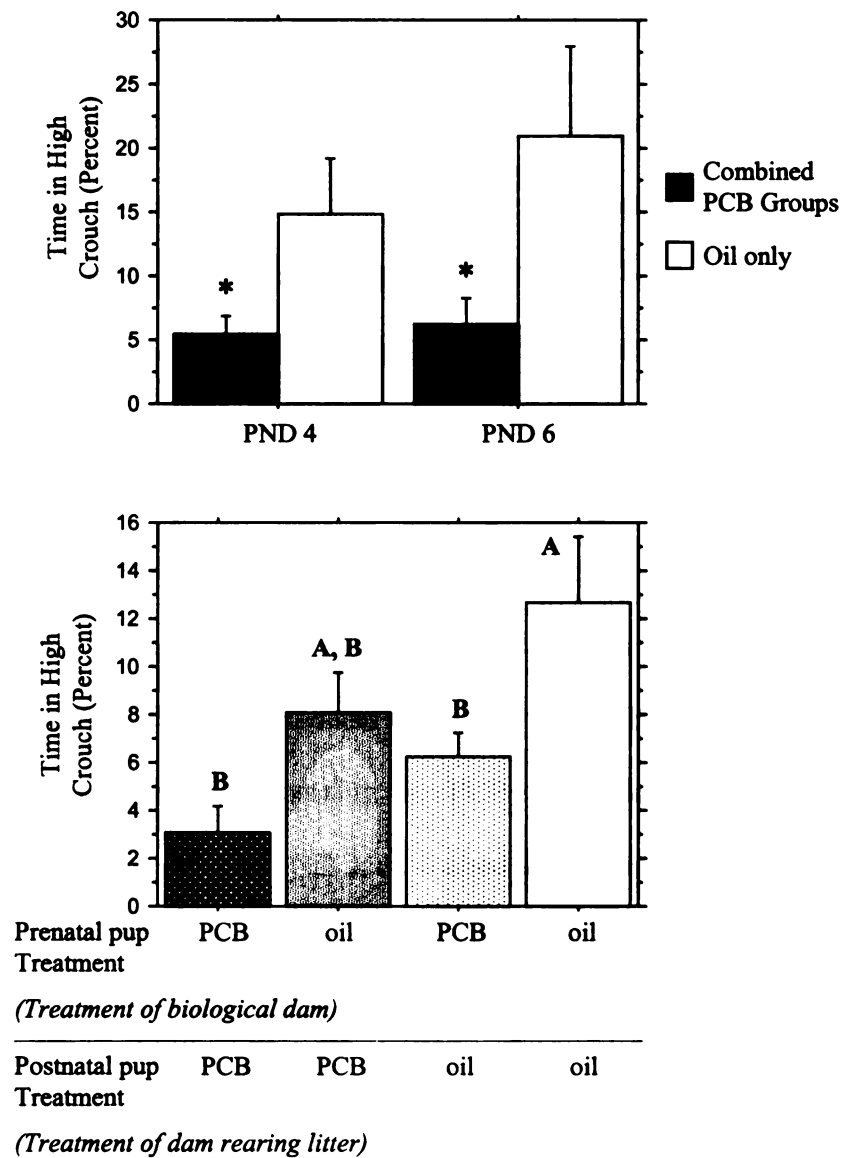 30
25
20
15
10
5
0
Time in High
Crouch (Percent)
*
*
PND 4
PND 6
Combined
PCB Groups
Oil only
16
14
12
10
8
6
4
2
0
Time in High
Crouch (Percent)
B
A, B
B
A
Prenatal pup PCB oil PCB oil
Treatment
(Treatment of biological dam)
Postnatal pup PCB PCB oil oil
Treatment
(Treatment of dam rearing litter)